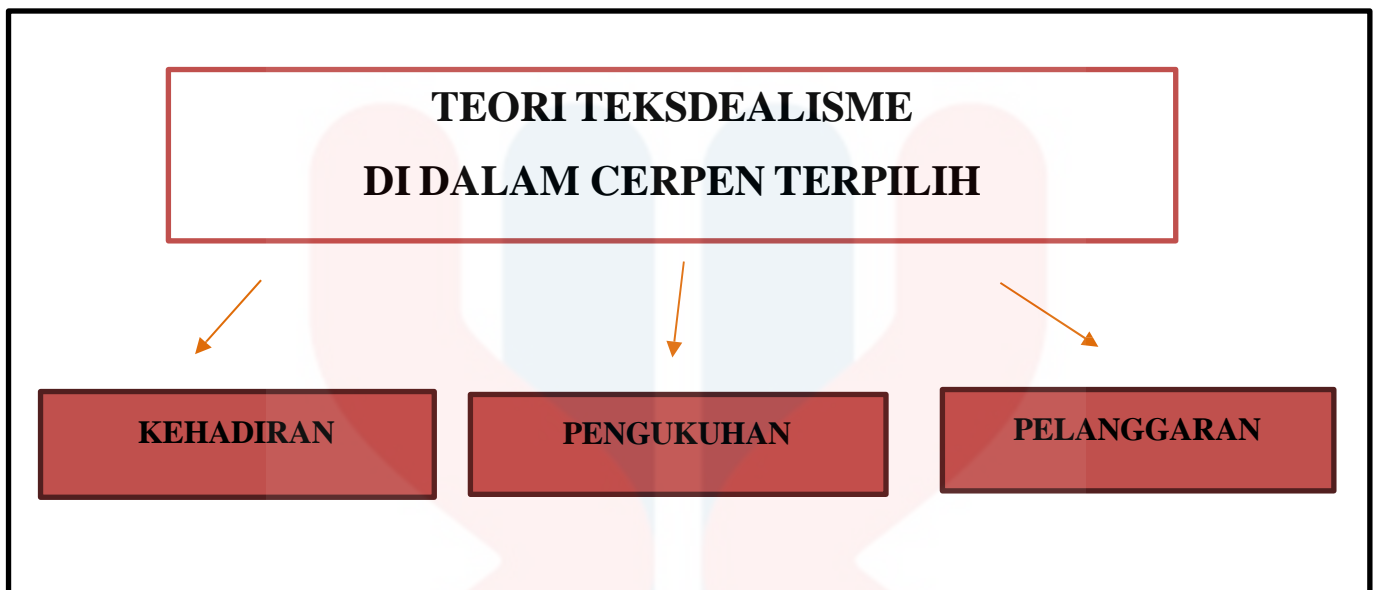 TEORI TEKSDEALISME
DI DALAM CERPEN TERPILIH
KEHADIRAN
PENGUKUHAN
PELANGGARAN